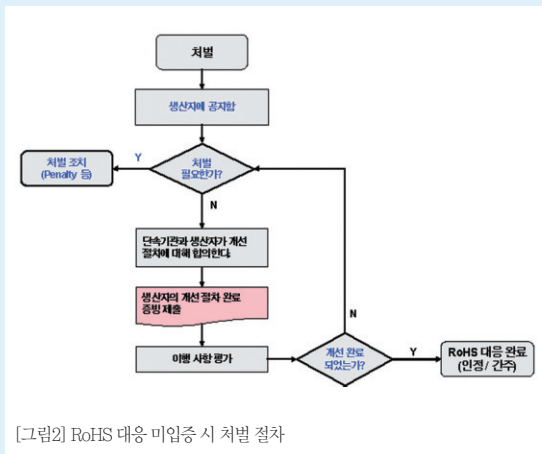 처벌
생산자에 공지함
처벌 조치
(Penalty 등)
Y
처벌
필요한가?
N
단속기관과 생산자가 개선
절차에 대해 협의한다.
생산자의 개선 절차 완료
증빙 제출
이행 사항 평가
개선 완료
되었는가?
N
Y
RoHS 대응 완료
(인정 / 간주)
[그림2] RoHS 대응 미입증 시 처벌 절차